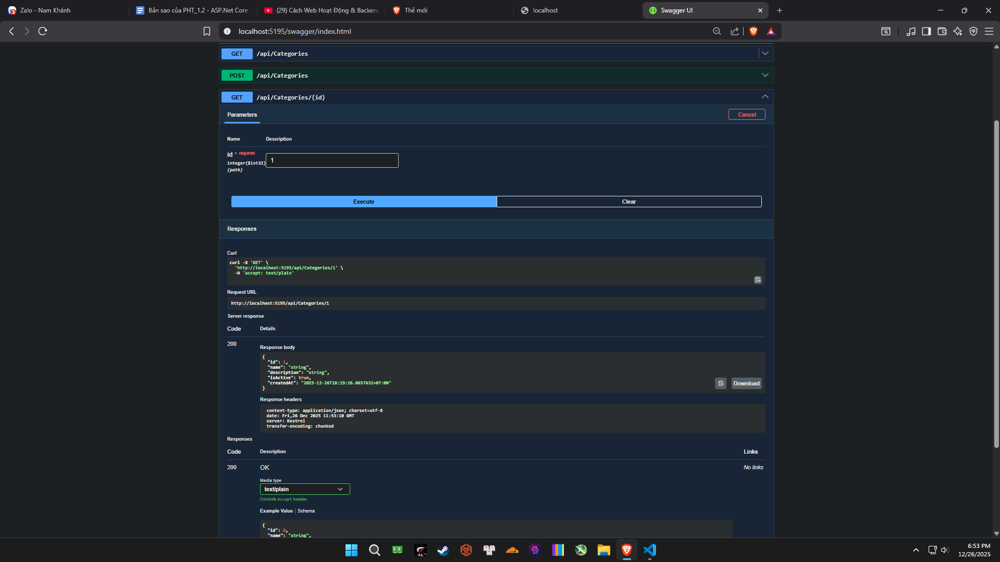 Zalo - Nam Khánh
Bản sao của PHT_1.2 - ASP.Net Core
(29) Cách Web Hoạt Động & Backend
Thẻ mới
localhost
Swagger UI
localhost:5195/swagger/index.html
GET /api/Categories
POST /api/Categories
GET /api/Categories/{id}
Parameters
Cancel
Name Description
id * required
integer($int32)
(path)
1
Execute
Clear
Responses
Curl
curl -X 'GET' \
'http://localhost:5195/api/Categories/1' \
-H 'accept: text/plain'
Request URL
http://localhost:5195/api/Categories/1
Server response
Code Details
200
Response body
{
"id": 1,
"name": "string",
"description": "string",
"isActive": true,
"createdAt": "2025-12-26T18:19:26.0657632+07:00"
}
Download
Response headers
content-type: application/json; charset=utf-8
date: Fri,26 Dec 2025 11:53:10 GMT
server: Kestrel
transfer-encoding: chunked
Responses
Code Description Links
200 OK No links
Media type
text/plain
Controls Accept header.
Example Value | Schema
{
"id": 0,
"name": "string",
6:53 PM
12/26/2025